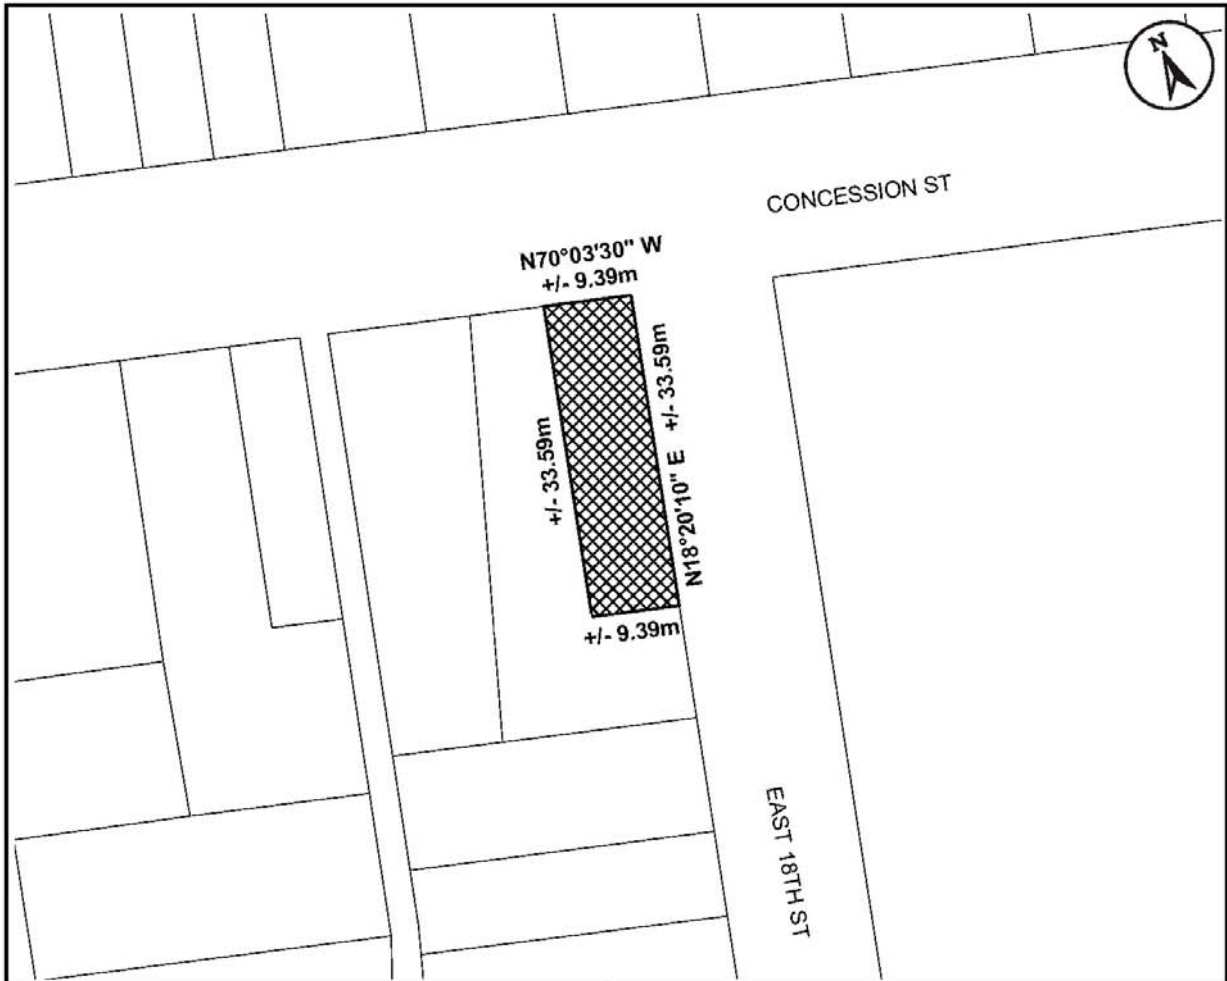 N
CONCESSION ST
N70°03'30" W
+/- 9.39m
+/- 33.59m
+/- 33.59m
N18°20'10" E
+/- 9.39m
EAST 18TH ST